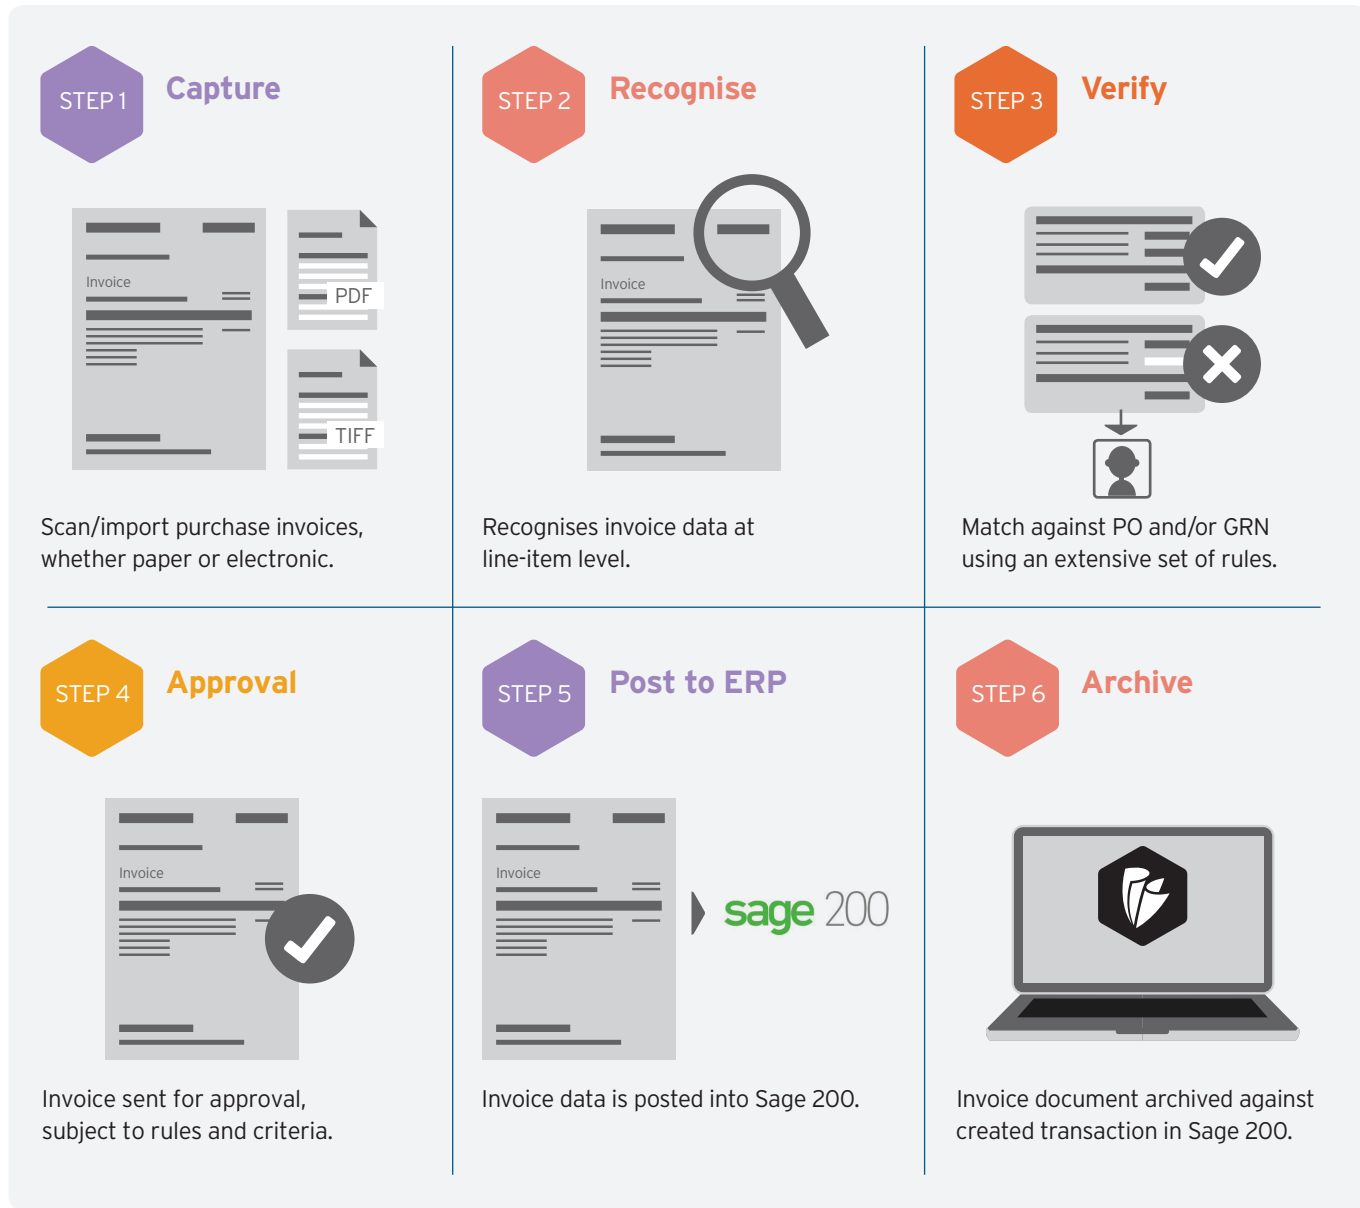 STEP 1
Capture
Invoice
PDF
TIFF
Scan/import purchase invoices,
whether paper or electronic.
STEP 2
Recognise
Invoice
Recognises invoice data at
line-item level.
STEP 3
Verify
Match against PO and/or GRN
using an extensive set of rules.
STEP 4
Approval
Invoice
Invoice sent for approval,
subject to rules and criteria.
STEP 5
Post to ERP
Invoice
sage 200
Invoice data is posted into Sage 200.
STEP 6
Archive
Invoice document archived against
created transaction in Sage 200.